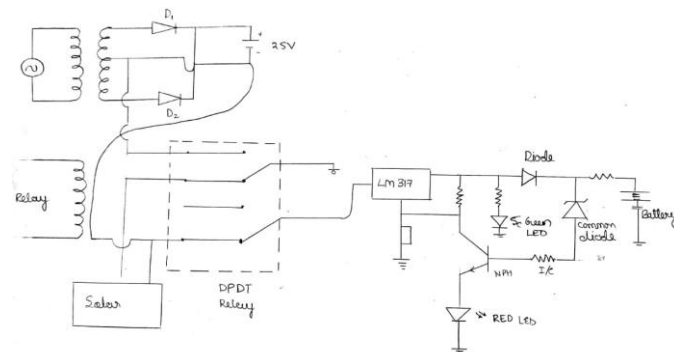 D1
+
-
25V
D2
Relay
Solar
DPDT
Relay
LM 317
Diode
Green
LED
Common
diode
Battery
NPN
RED LED